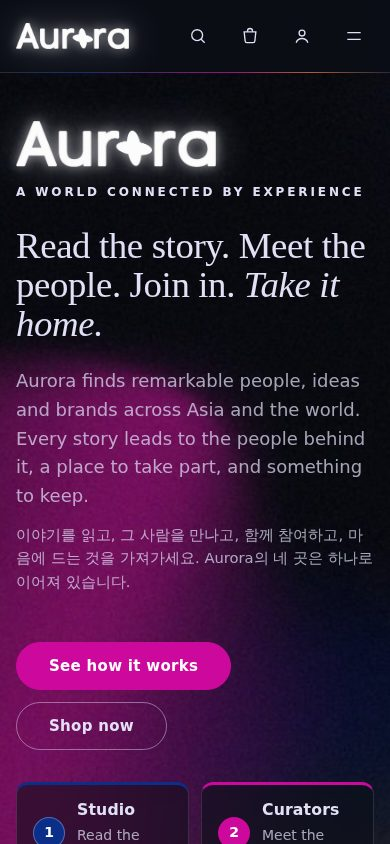 Aurora
Aurora
A WORLD CONNECTED BY EXPERIENCE
Read the story. Meet the
people. Join in. Take it
home.
Aurora finds remarkable people, ideas
and brands across Asia and the world.
Every story leads to the people behind
it, a place to take part, and something
to keep.
이야기를 읽고, 그 사람을 만나고, 함께 참여하고, 마
음에 드는 것을 가져가세요. Aurora의 네 곳은 하나로
이어져 있습니다.
See how it works
Shop now
1
Studio
Read the
2
Curators
Meet the